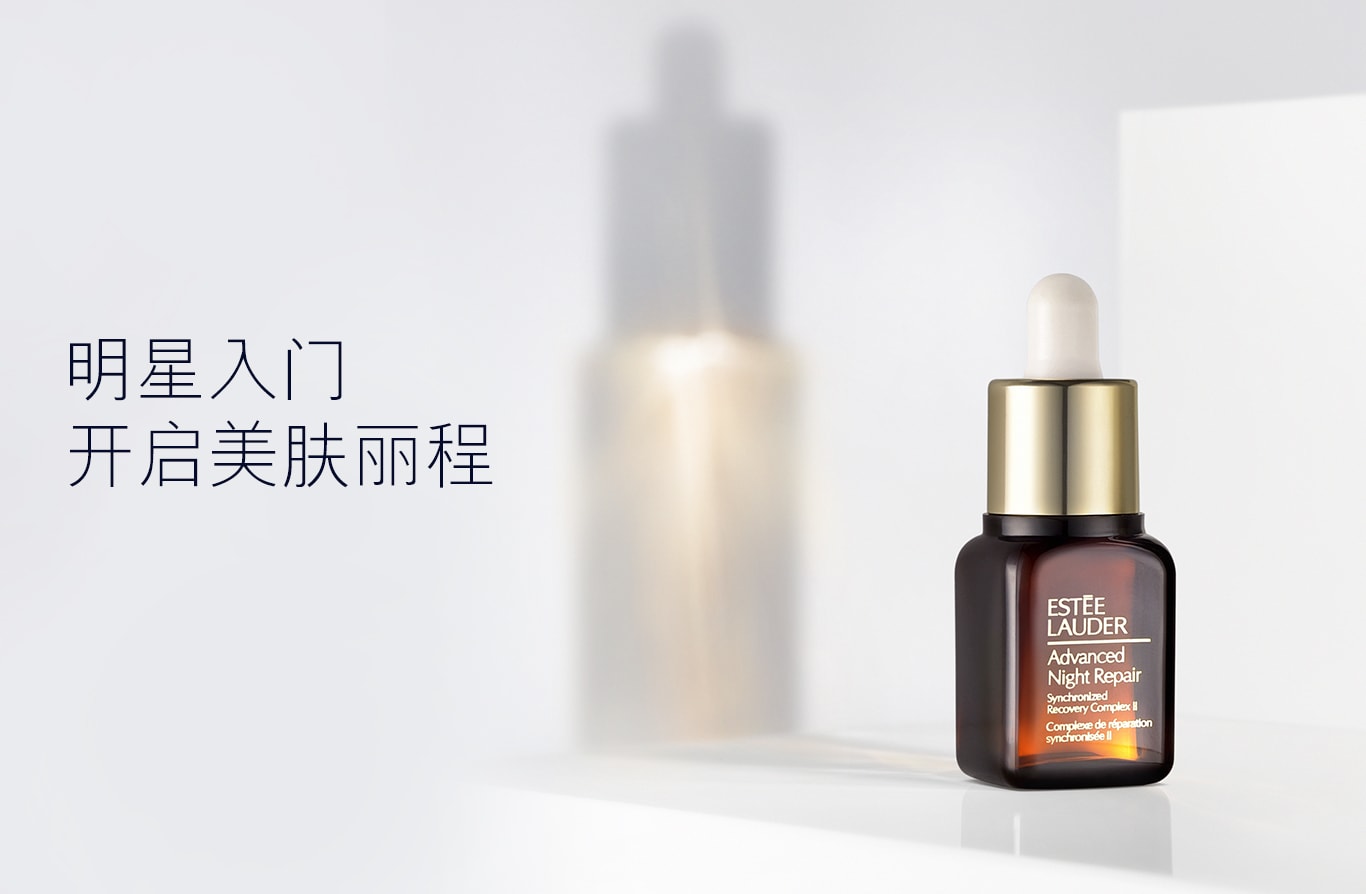 明星入门
开启美肤丽程
ESTĒE
LAUDER
Advanced
Night Repair
Synchronized
Recovery Complex II
Complexe de réparation
synchronisée II